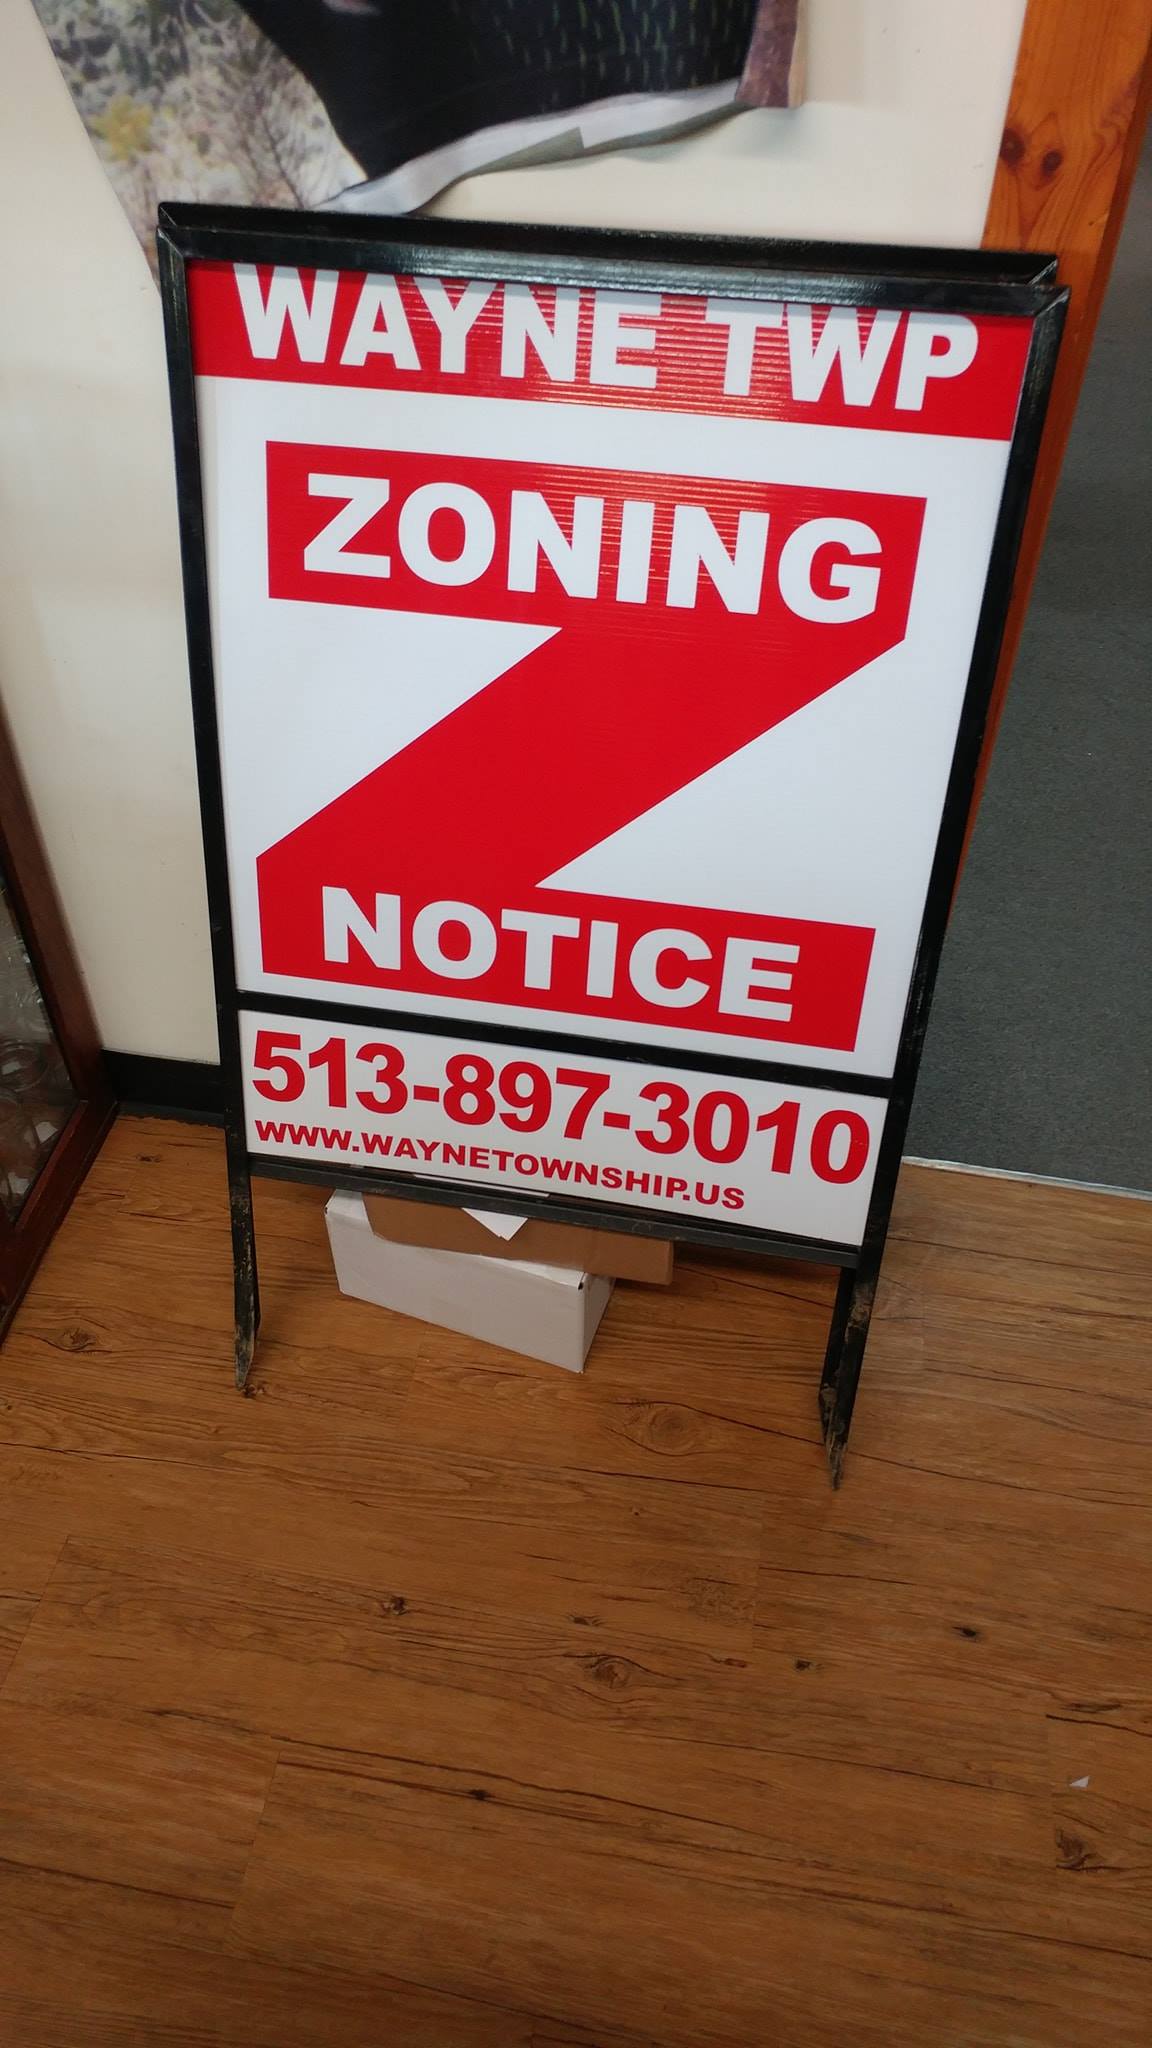 WAYNE TWP
ZONING
NOTICE
513-897-3010
WWW.WAYNETOWNSHIP.US